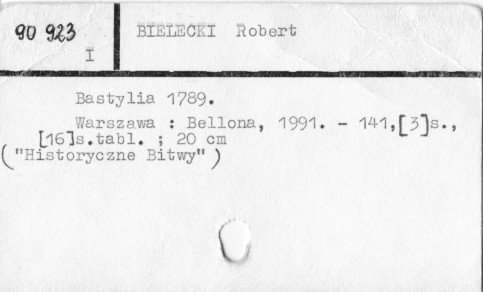 90 923 BIELECKI Robert
I
Bastylia 1789.
Warszawa : Bellona, 1991. - 141,[3]s.,
[16]s.tabl. ; 20 cm
("Historyczne Bitwy")